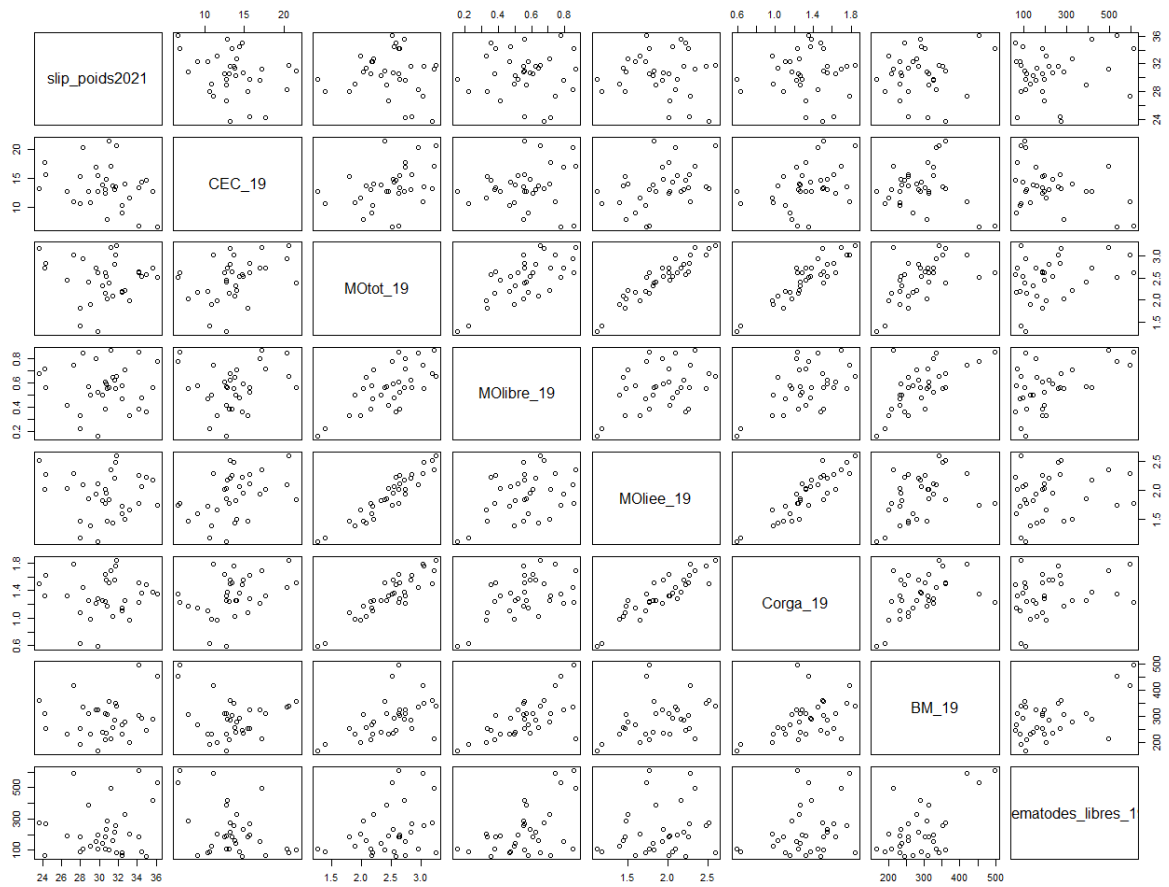 10 15 20 0.2 0.4 0.6 0.8 0.6 1.0 1.4 1.8 100 300 500
slip_poids2021
24 28 32 36
10 15 20
CEC_19
MOtot_19
1.5 2.0 2.5 3.0
0.2 0.4 0.6 0.8
MOlibre_19
MOliee_19
1.5 2.0 2.5
0.6 1.0 1.4 1.8
Corga_19
BM_19
200 300 400 500
100 300 500
ematodes_libres_1
24 26 28 30 32 34 36 1.5 2.0 2.5 3.0 1.5 2.0 2.5 200 300 400 500